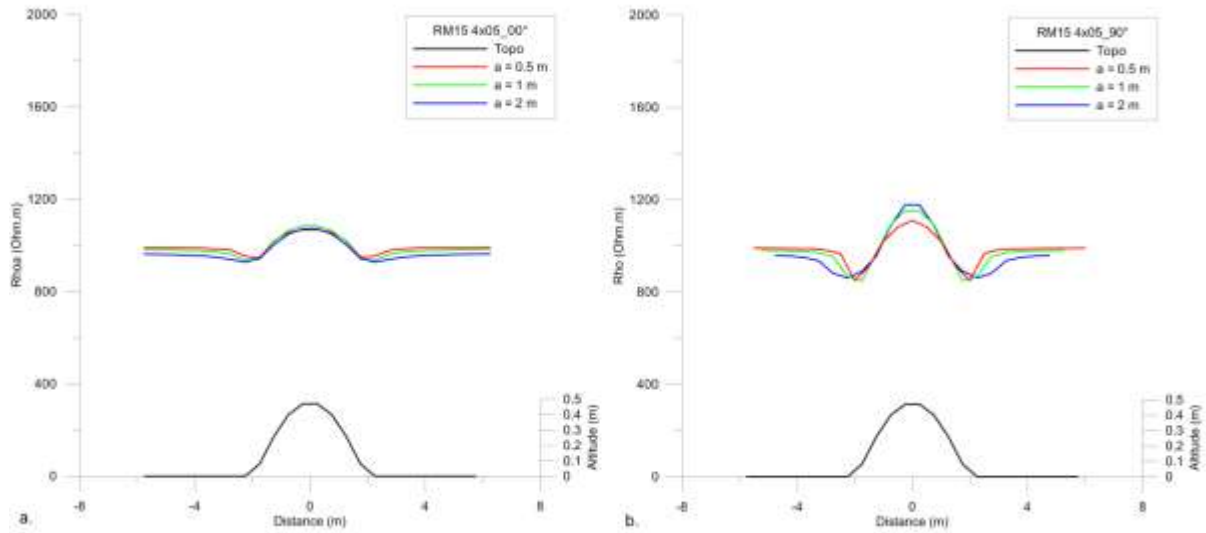 2000
1600
1200
800
400
0
Rhoa (Ohm.m)
RM15 4x05_00°
Topo
a = 0.5 m
a = 1 m
a = 2 m
0.5
0.4
0.3
0.2
0.1
0
Altitude (m)
-8 -4 0 4 8
Distance (m)
a.
2000
1600
1200
800
400
0
Rho (Ohm.m)
RM15 4x05_90°
Topo
a = 0.5 m
a = 1 m
a = 2 m
0.5
0.4
0.3
0.2
0.1
0
Altitude (m)
-8 -4 0 4 8
Distance (m)
b.